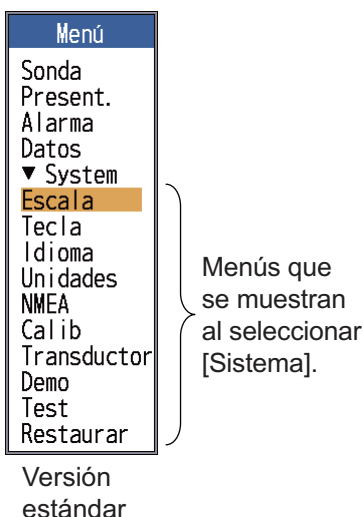 Menú
Sonda
Present.
Alarma
Datos
▼ System
Escala
Tecla
Idioma
Unidades
NMEA
Calib
Transductor
Demo
Test
Restaurar
Menús que
se muestran
al seleccionar
[Sistema].
Versión
estándar